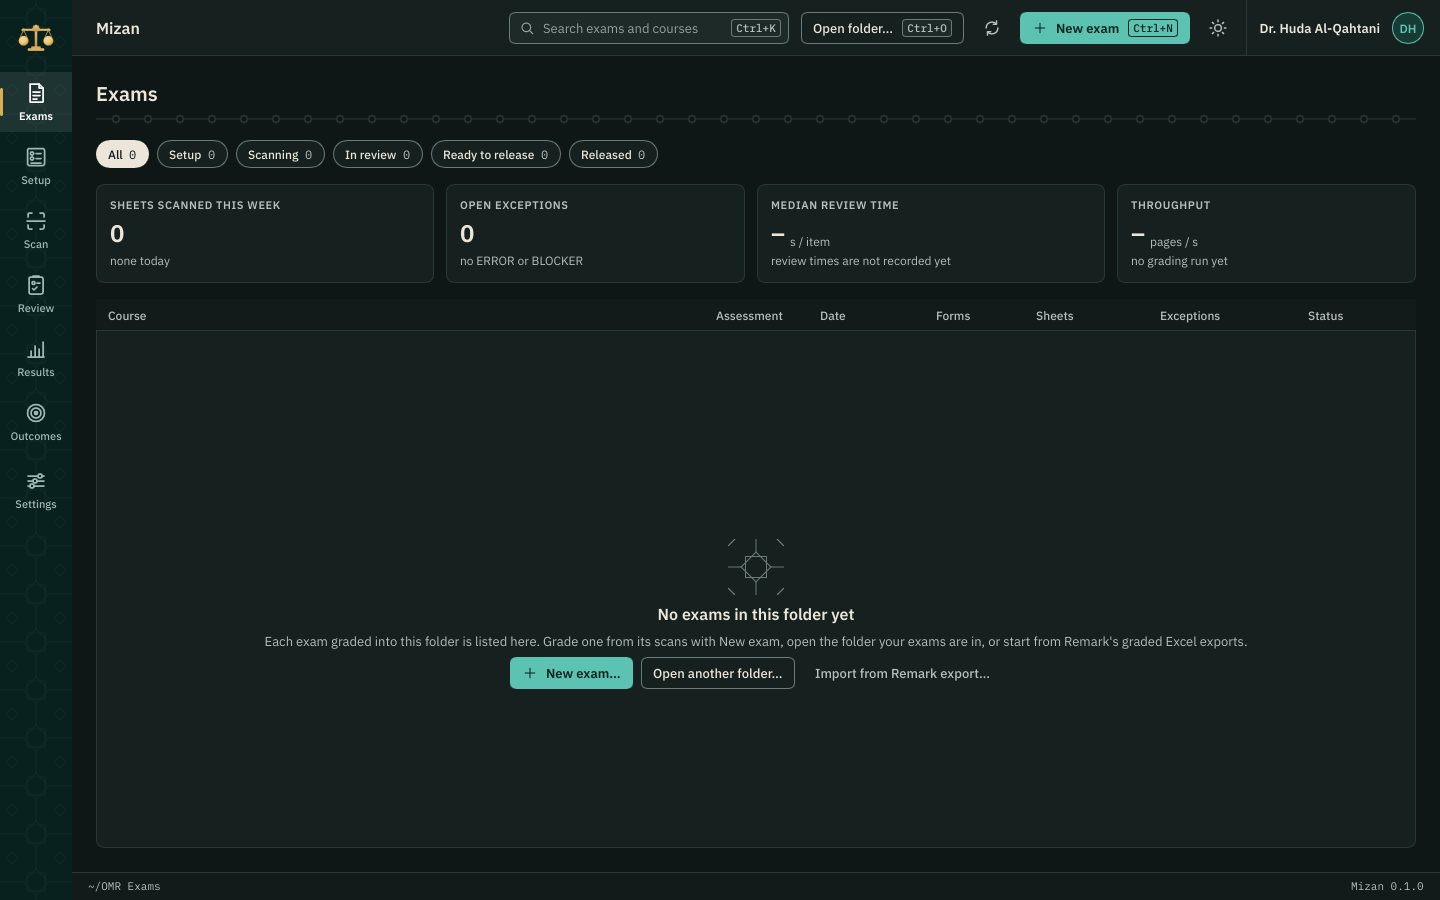 Mizan
Search exams and courses Ctrl+K
Open folder... Ctrl+O
New exam Ctrl+N
Dr. Huda Al-Qahtani DH
Exams
Setup
Scan
Review
Results
Outcomes
Settings
Exams
All 0
Setup 0
Scanning 0
In review 0
Ready to release 0
Released 0
SHEETS SCANNED THIS WEEK
0
none today
OPEN EXCEPTIONS
0
no ERROR or BLOCKER
MEDIAN REVIEW TIME
– s / item
review times are not recorded yet
THROUGHPUT
– pages / s
no grading run yet
Course Assessment Date Forms Sheets Exceptions Status
No exams in this folder yet
Each exam graded into this folder is listed here. Grade one from its scans with New exam, open the folder your exams are in, or start from Remark's graded Excel exports.
New exam...
Open another folder...
Import from Remark export...
~/OMR Exams
Mizan 0.1.0